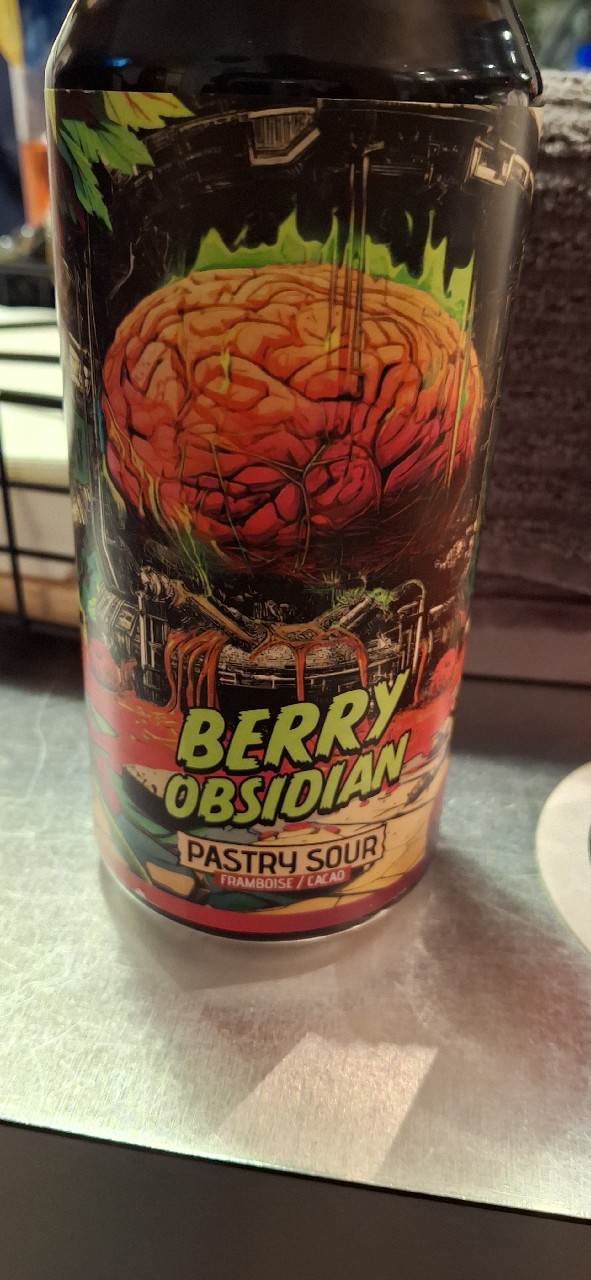 BERRY
OBSIDIAN
PASTRY SOUR
FRAMBOISE / CACAO